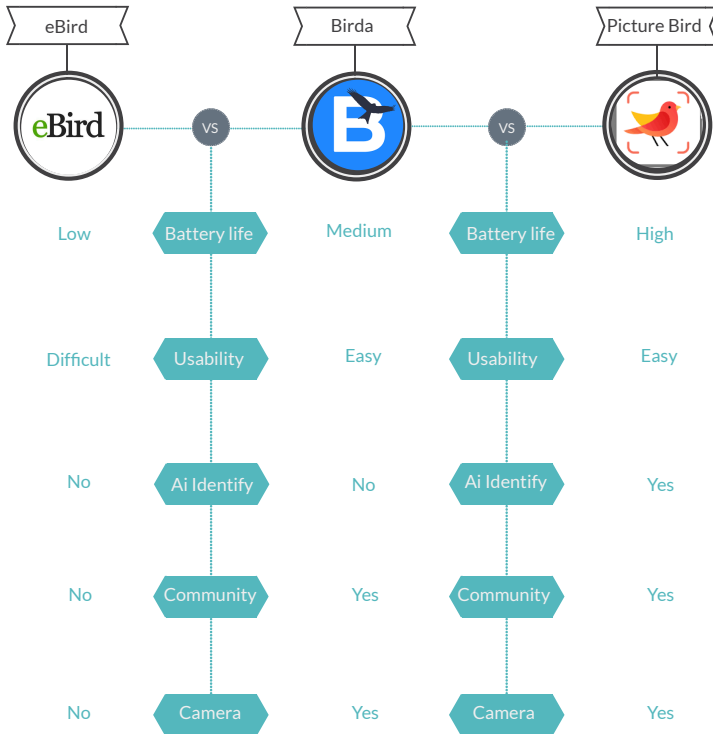 eBird
Birda
Picture Bird
eBird
VS
B
VS
Low
Battery life
Medium
Battery life
High
Difficult
Usability
Easy
Usability
Easy
No
Ai Identify
No
Ai Identify
Yes
No
Community
Yes
Community
Yes
No
Camera
Yes
Camera
Yes